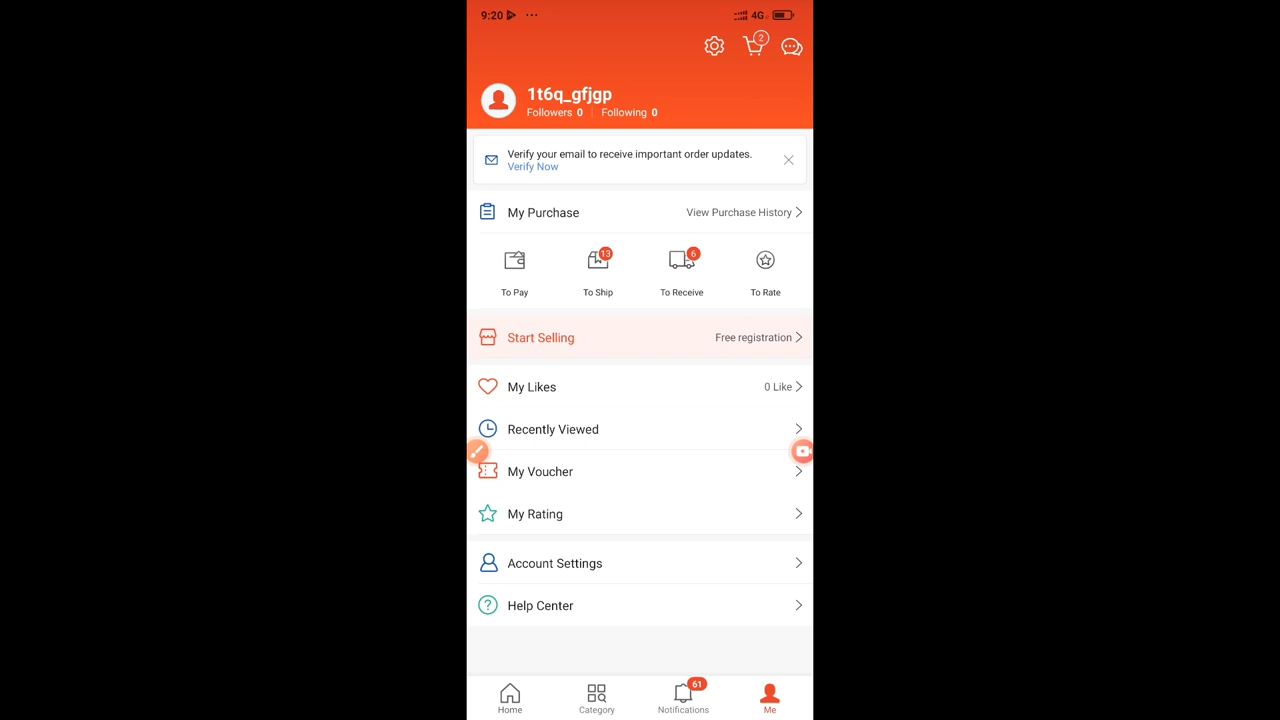 9:20 ... 4G
2
1t6q_gfjgp
Followers 0 | Following 0
Verify your email to receive important order updates.
Verify Now
My Purchase View Purchase History
13 6
To Pay To Ship To Receive To Rate
Start Selling Free registration
My Likes 0 Like
Recently Viewed
My Voucher
My Rating
Account Settings
? Help Center
61
Home Category Notifications Me